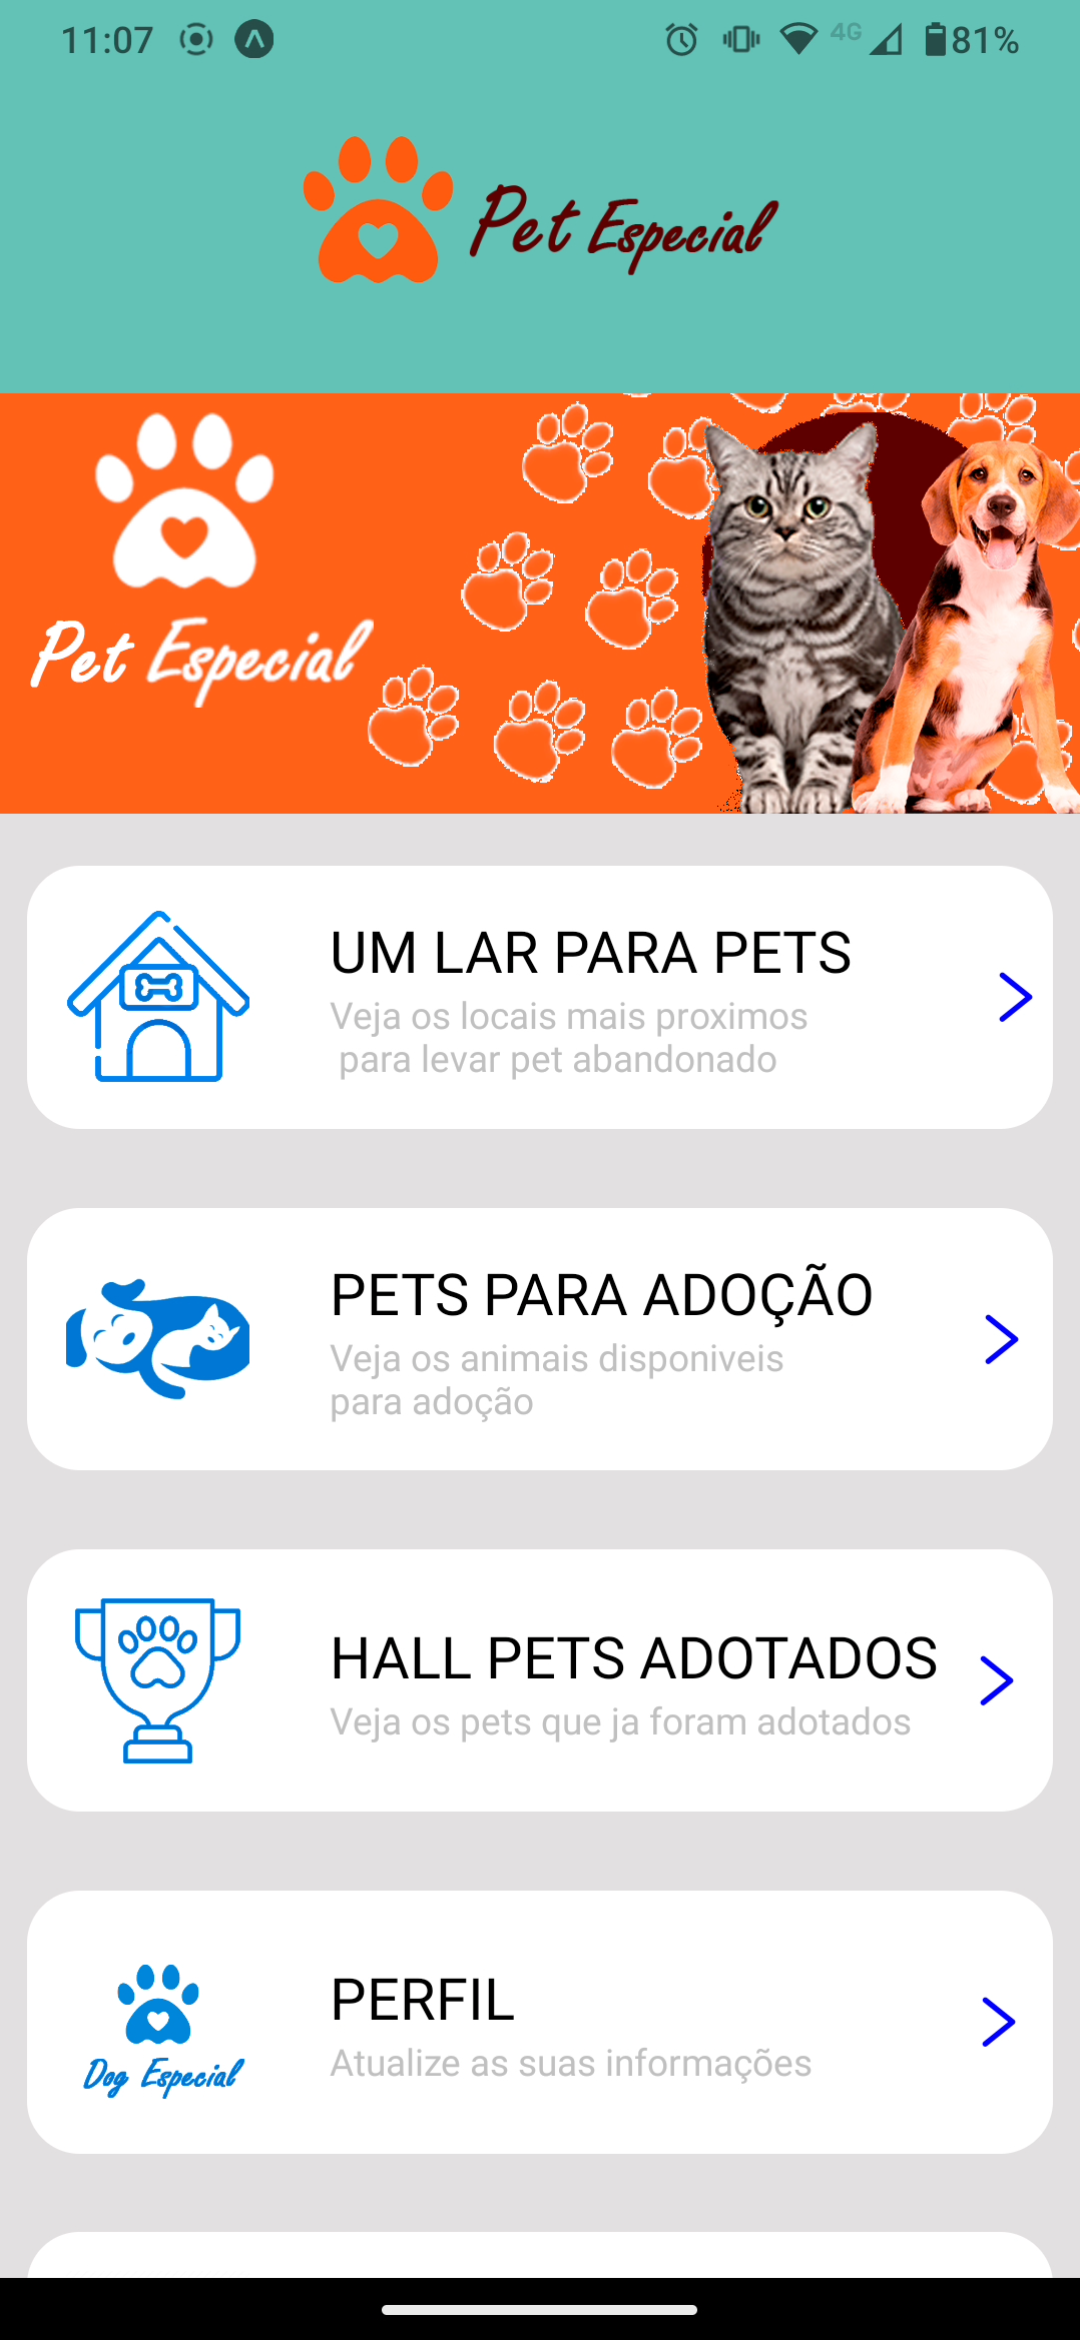 11:07
4G
81%
Pet Especial
Pet Especial
UM LAR PARA PETS
Veja os locais mais proximos
para levar pet abandonado
PETS PARA ADOÇÃO
Veja os animais disponiveis
para adoção
HALL PETS ADOTADOS
Veja os pets que ja foram adotados
Dog Especial
PERFIL
Atualize as suas informações